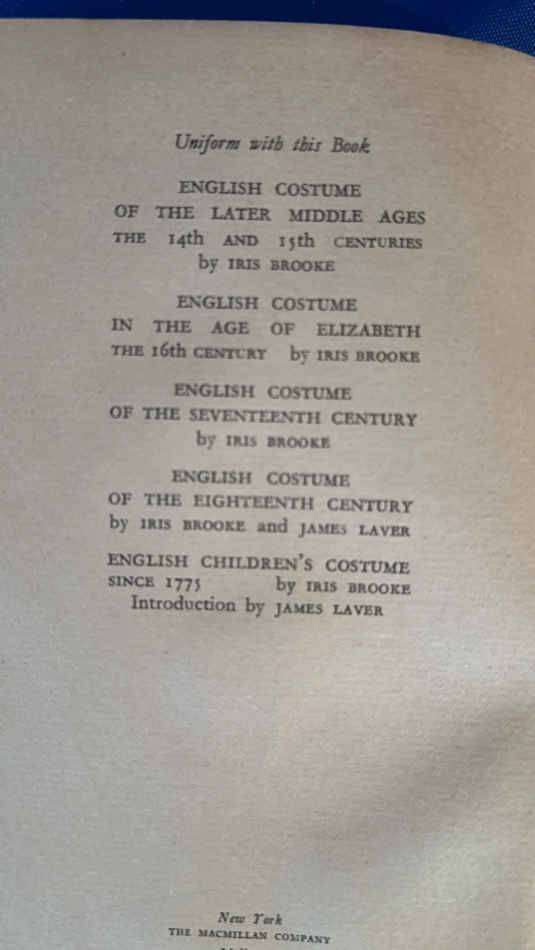 Uniform with this Book
ENGLISH COSTUME
OF THE LATER MIDDLE AGES
THE 14th AND 15th CENTURIES
by IRIS BROOKE
ENGLISH COSTUME
IN THE AGE OF ELIZABETH
THE 16th CENTURY by IRIS BROOKE
ENGLISH COSTUME
OF THE SEVENTEENTH CENTURY
by IRIS BROOKE
ENGLISH COSTUME
OF THE EIGHTEENTH CENTURY
by IRIS BROOKE and JAMES LAVER
ENGLISH CHILDREN'S COSTUME
SINCE 1775 by IRIS BROOKE
Introduction by JAMES LAVER
New York
THE MACMILLAN COMPANY